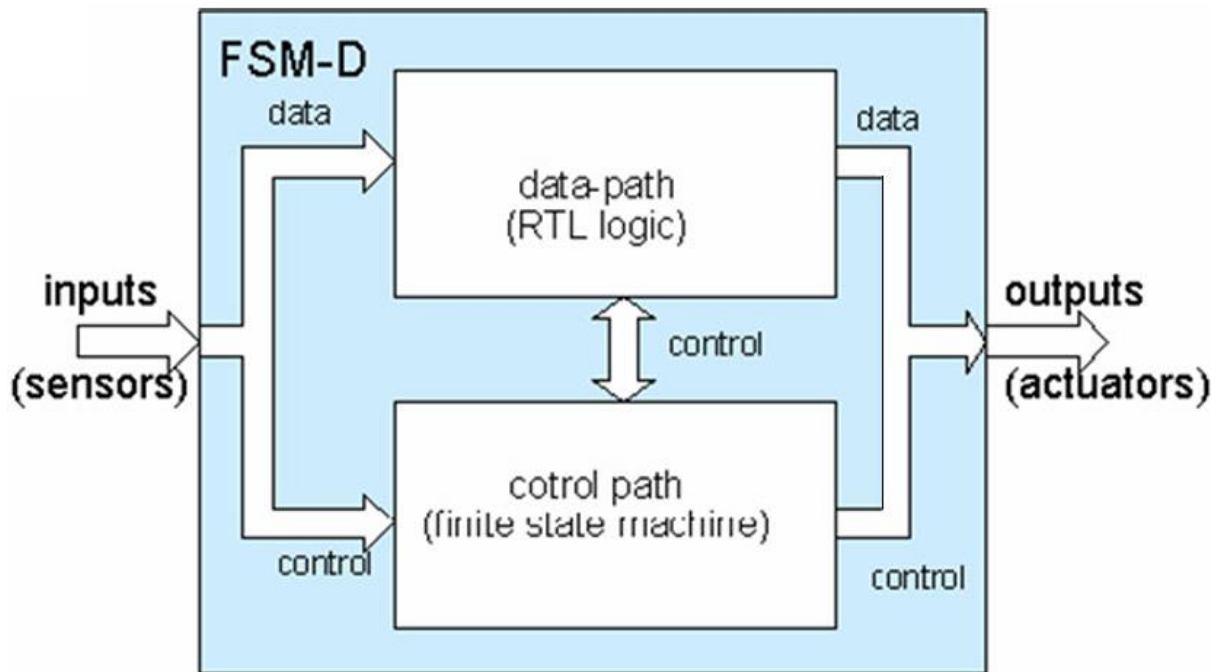 FSM-D
data
data
data-path
(RTL logic)
inputs
(sensors)
control
outputs
(actuators)
cotrol path
(finite state machine)
control
control